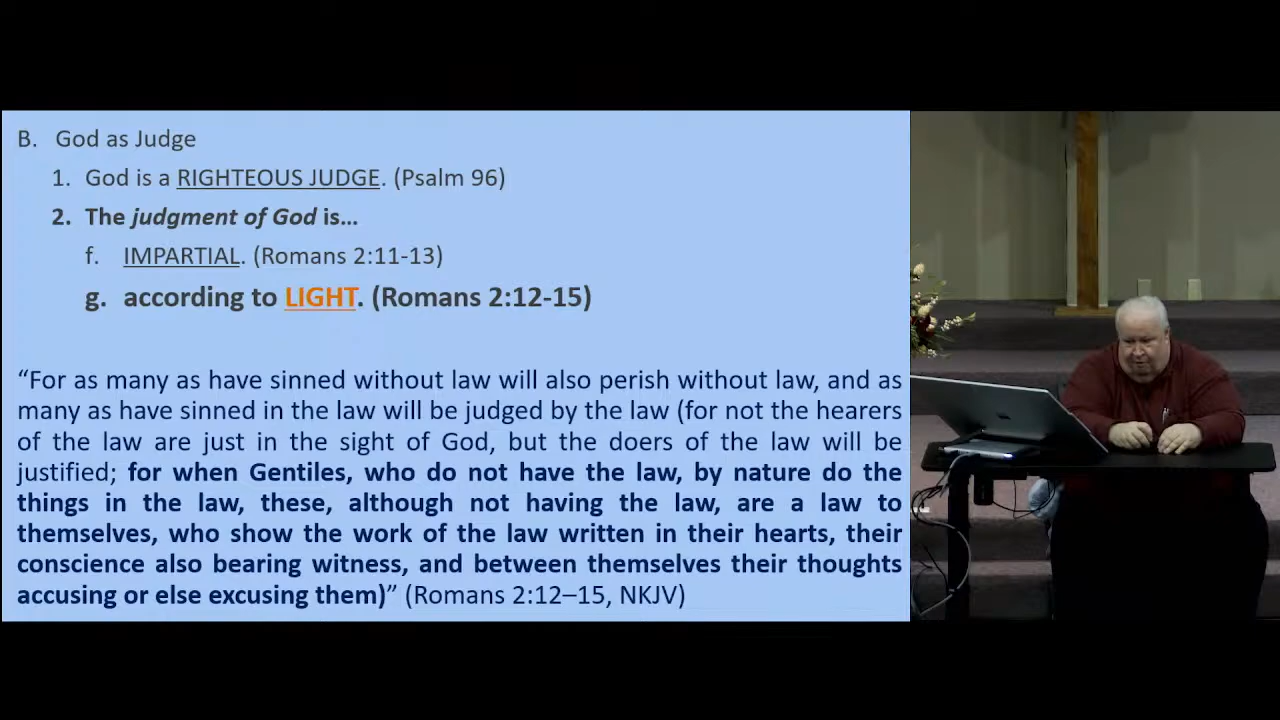 B. God as Judge
1. God is a RIGHTEOUS JUDGE. (Psalm 96)
2. The judgment of God is...
f. IMPARTIAL. (Romans 2:11-13)
g. according to LIGHT. (Romans 2:12-15)
“For as many as have sinned without law will also perish without law, and as
many as have sinned in the law will be judged by the law (for not the hearers
of the law are just in the sight of God, but the doers of the law will be
justified; for when Gentiles, who do not have the law, by nature do the
things in the law, these, although not having the law, are a law to
themselves, who show the work of the law written in their hearts, their
conscience also bearing witness, and between themselves their thoughts
accusing or else excusing them)” (Romans 2:12–15, NKJV)